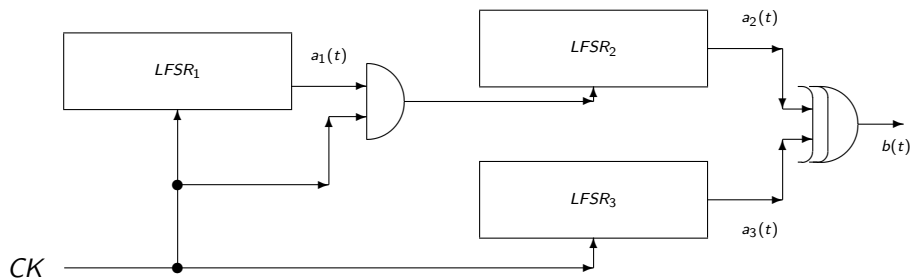 a₂(t)
LFSR₂
a₁(t)
LFSR₁
b(t)
LFSR₃
a₃(t)
CK